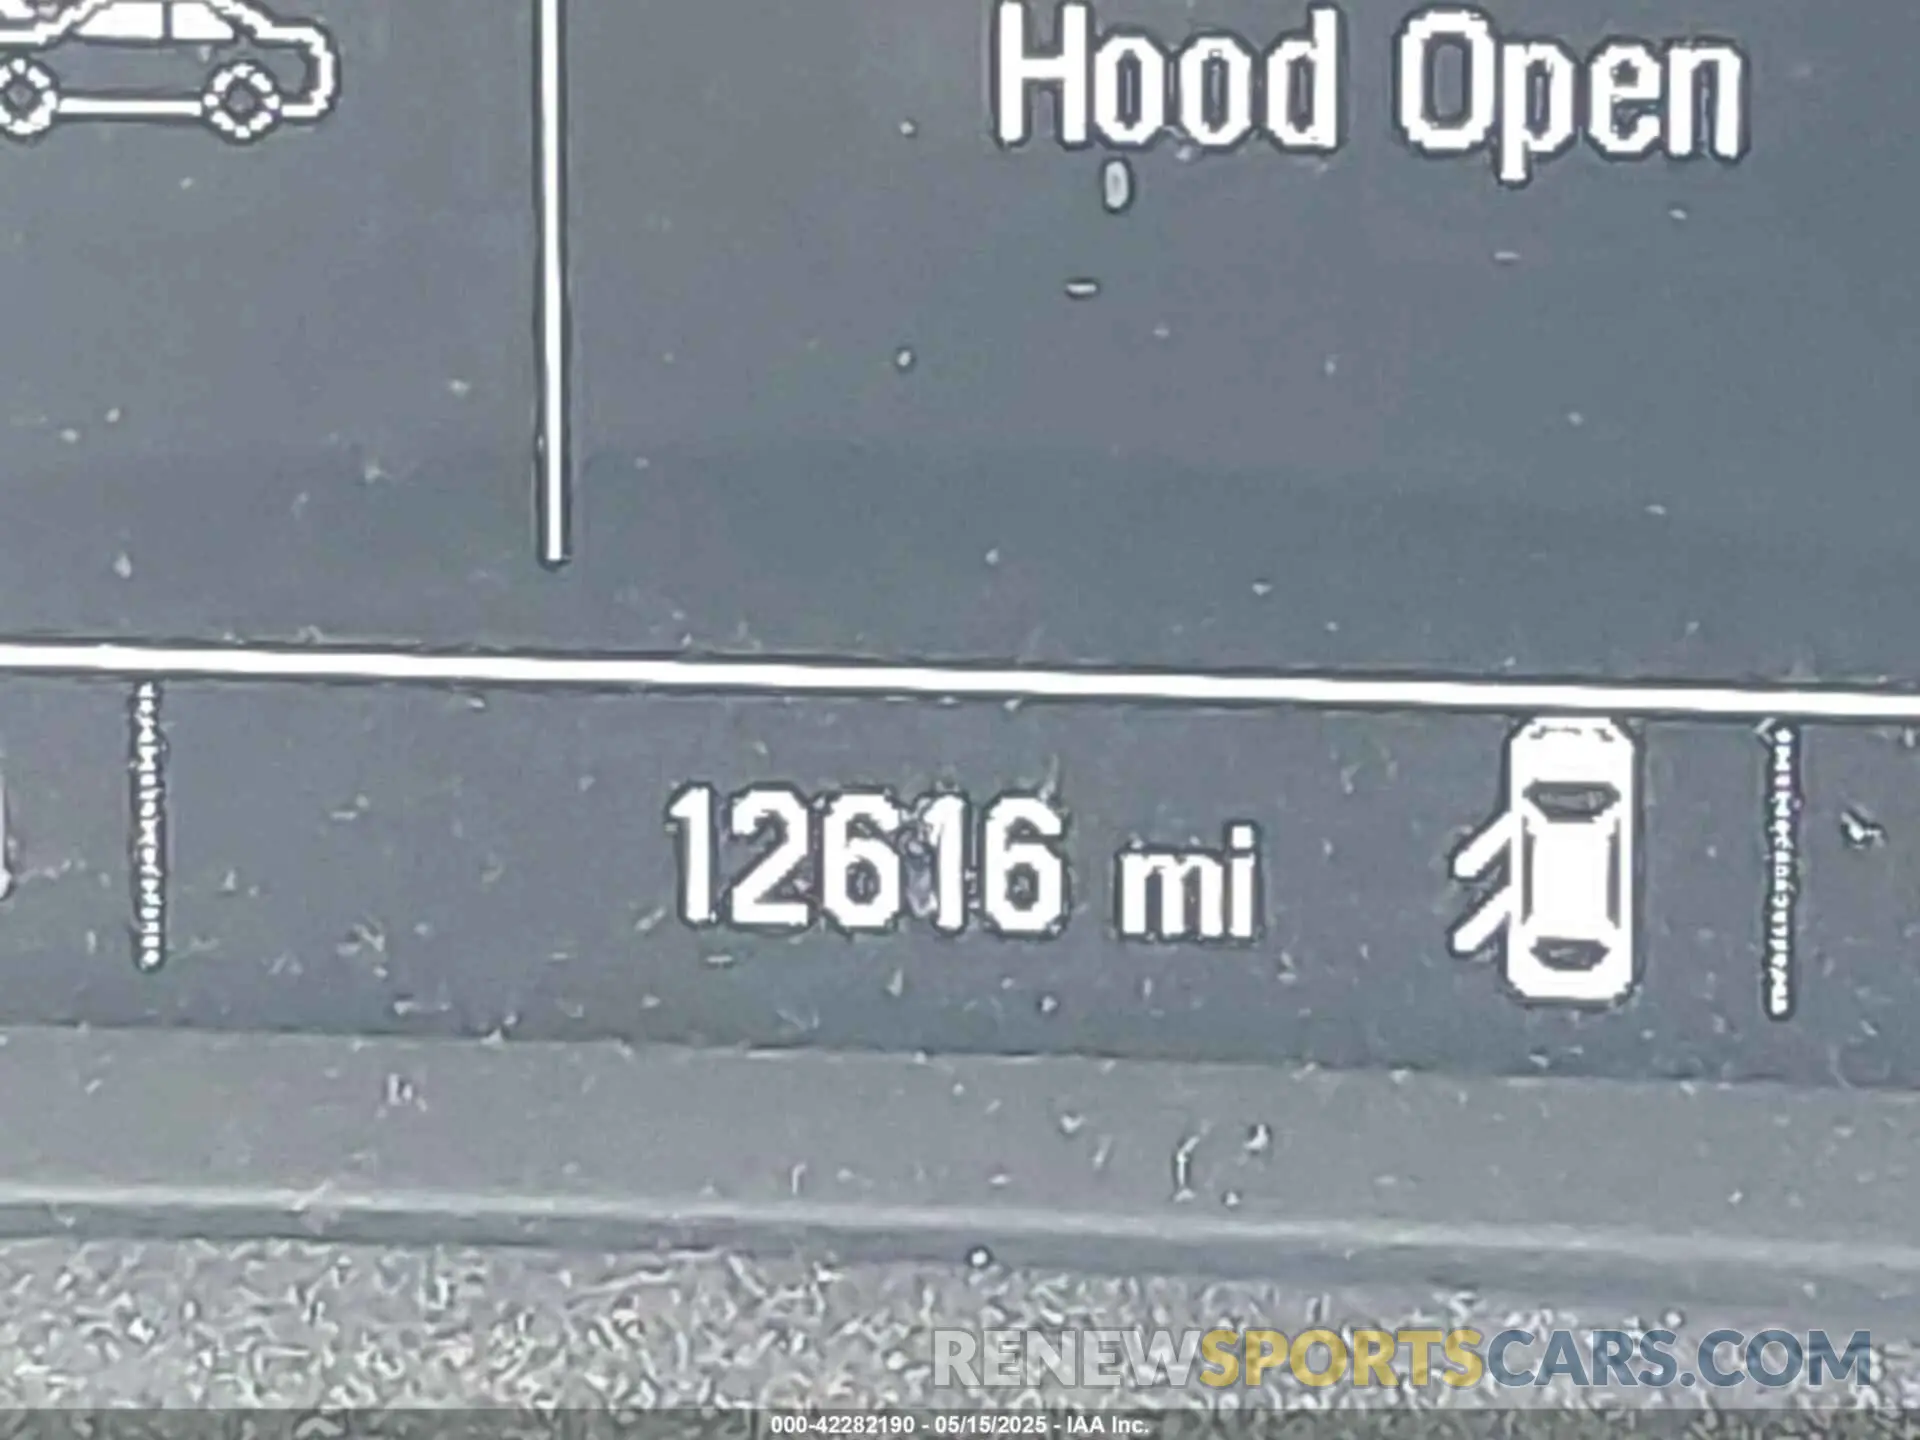 Hood Open
12616 mi
RENEWSPORTSCARS.COM
000-42282190 - 05/15/2025 - IAA Inc.